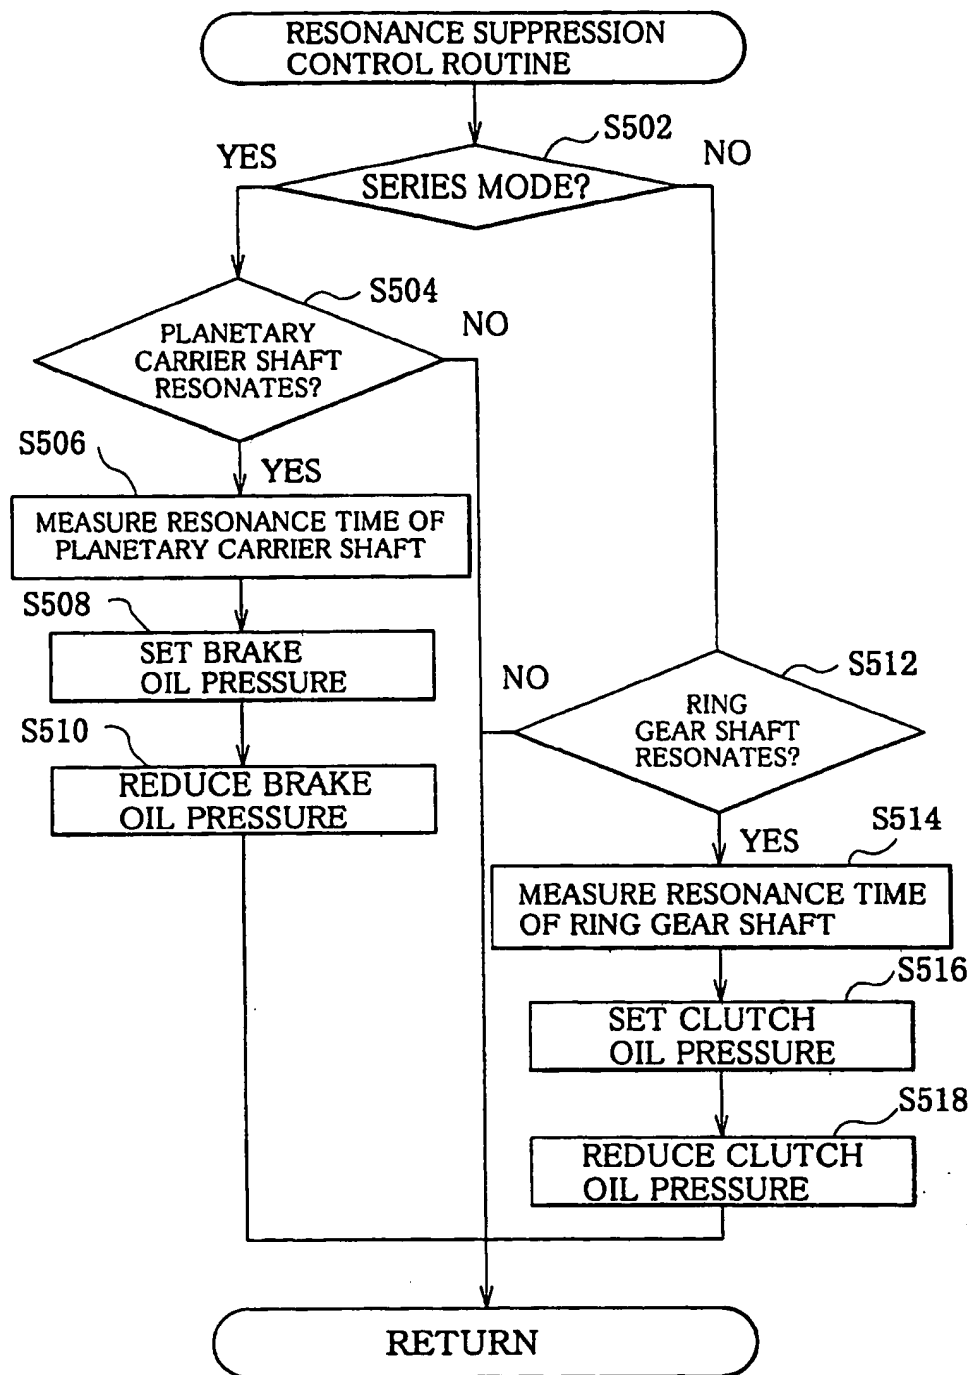 RESONANCE SUPPRESSION
CONTROL ROUTINE
S502
YES
NO
SERIES MODE?
S504
NO
PLANETARY
CARRIER SHAFT
RESONATES?
S506
YES
MEASURE RESONANCE TIME OF
PLANETARY CARRIER SHAFT
S508
SET BRAKE
OIL PRESSURE
S510
REDUCE BRAKE
OIL PRESSURE
S512
NO
RING
GEAR SHAFT
RESONATES?
S514
YES
MEASURE RESONANCE TIME
OF RING GEAR SHAFT
S516
SET CLUTCH
OIL PRESSURE
S518
REDUCE CLUTCH
OIL PRESSURE
RETURN